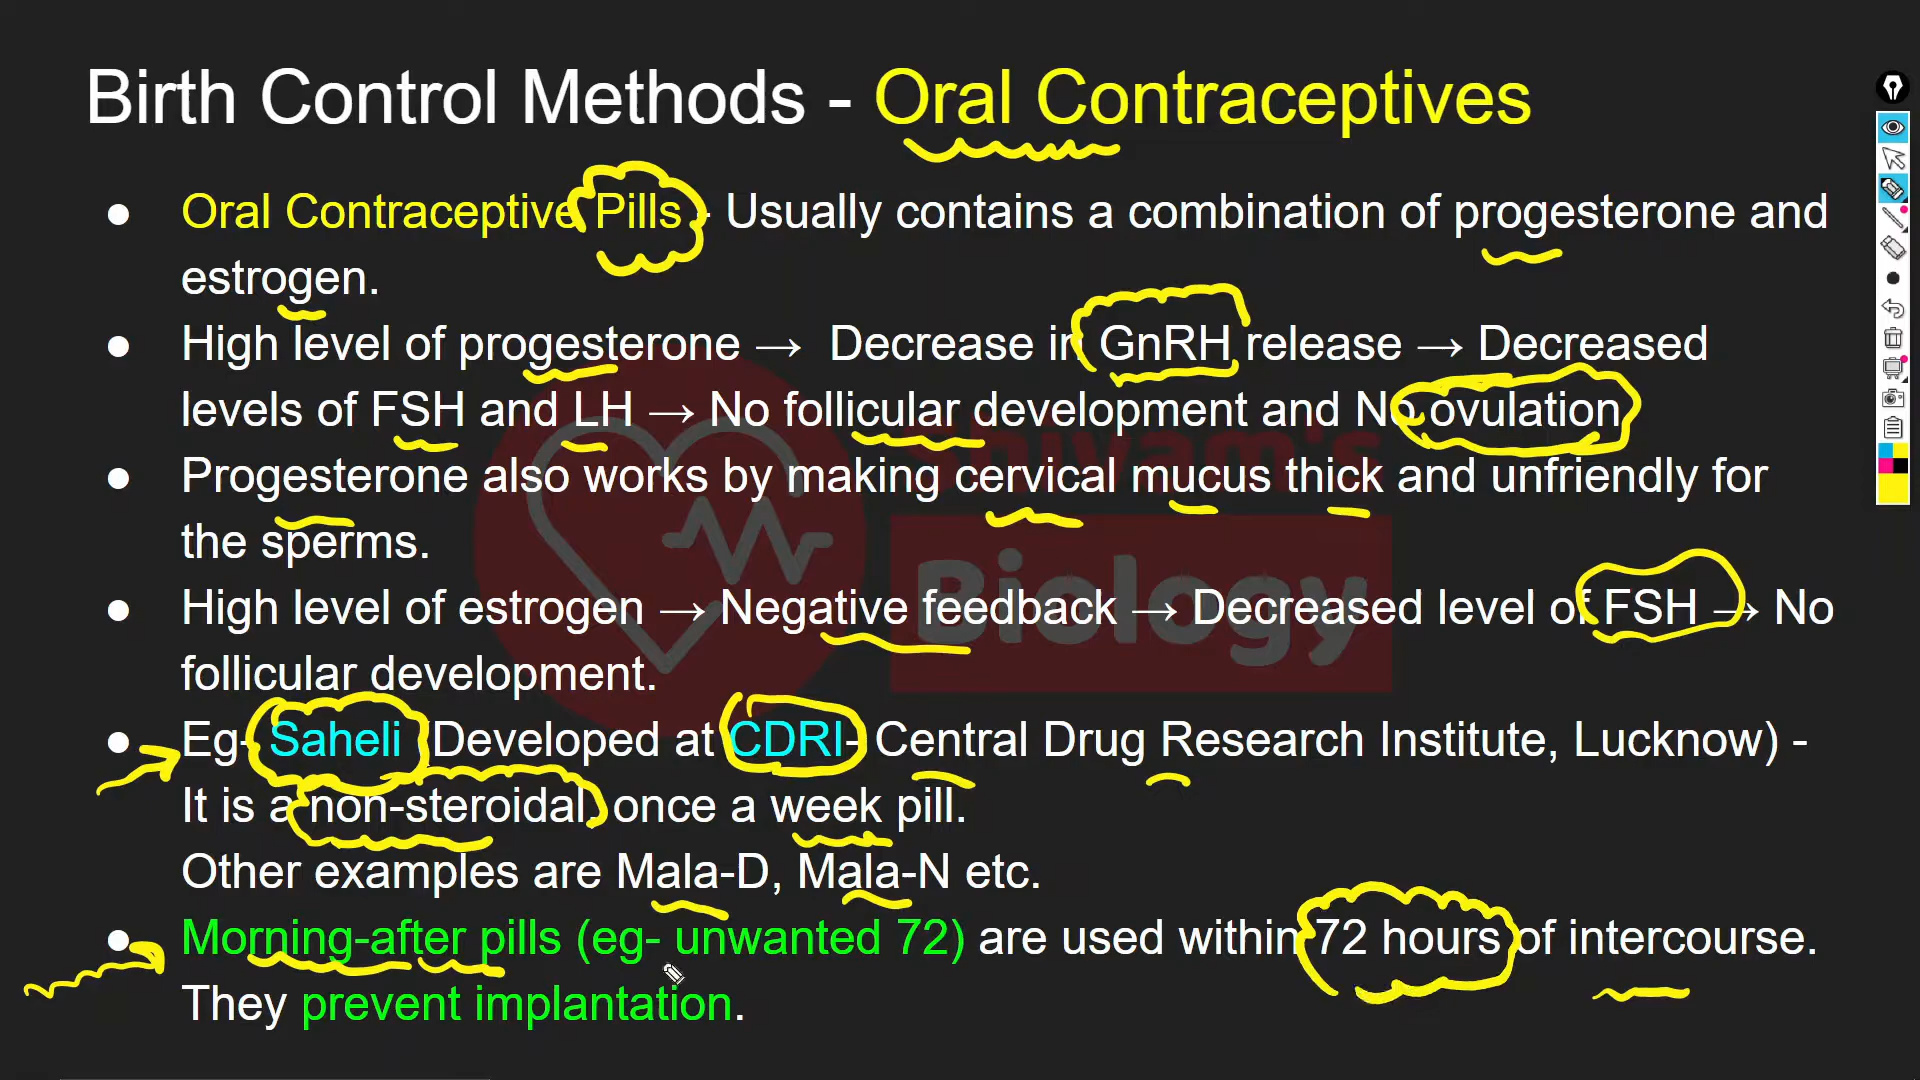 Birth Control Methods - Oral Contraceptives
● Oral Contraceptive Pills - Usually contains a combination of progesterone and
estrogen.
● High level of progesterone → Decrease in GnRH release → Decreased
levels of FSH and LH → No follicular development and No ovulation
● Progesterone also works by making cervical mucus thick and unfriendly for
the sperms.
● High level of estrogen → Negative feedback → Decreased level of FSH → No
follicular development.
● Eg- Saheli (Developed at CDRI- Central Drug Research Institute, Lucknow) -
It is a non-steroidal, once a week pill.
Other examples are Mala-D, Mala-N etc.
● Morning-after pills (eg- unwanted 72) are used within 72 hours of intercourse.
They prevent implantation.
Shivam's
Biology